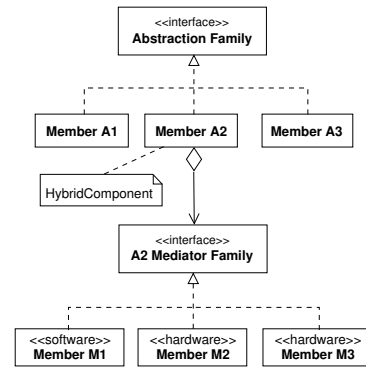 <<interface>>
Abstraction Family
Member A1
Member A2
Member A3
HybridComponent
<<interface>>
A2 Mediator Family
<<software>>
Member M1
<<hardware>>
Member M2
<<hardware>>
Member M3